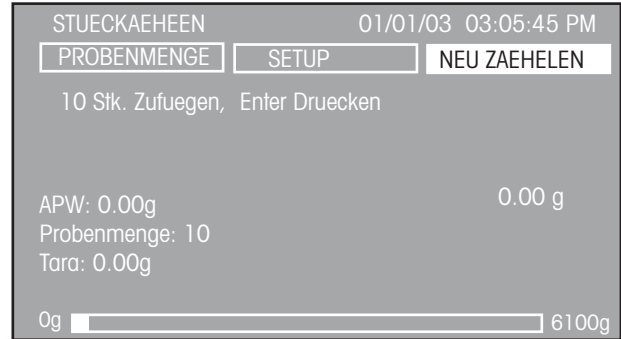 STUECKAEHEEN 01/01/03 03:05:45 PM
PROBENMENGE SETUP NEU ZAEHELEN
10 Stk. Zufuegen, Enter Druecken
0.00 g
APW: 0.00g
Probenmenge: 10
Tara: 0.00g
0g 6100g